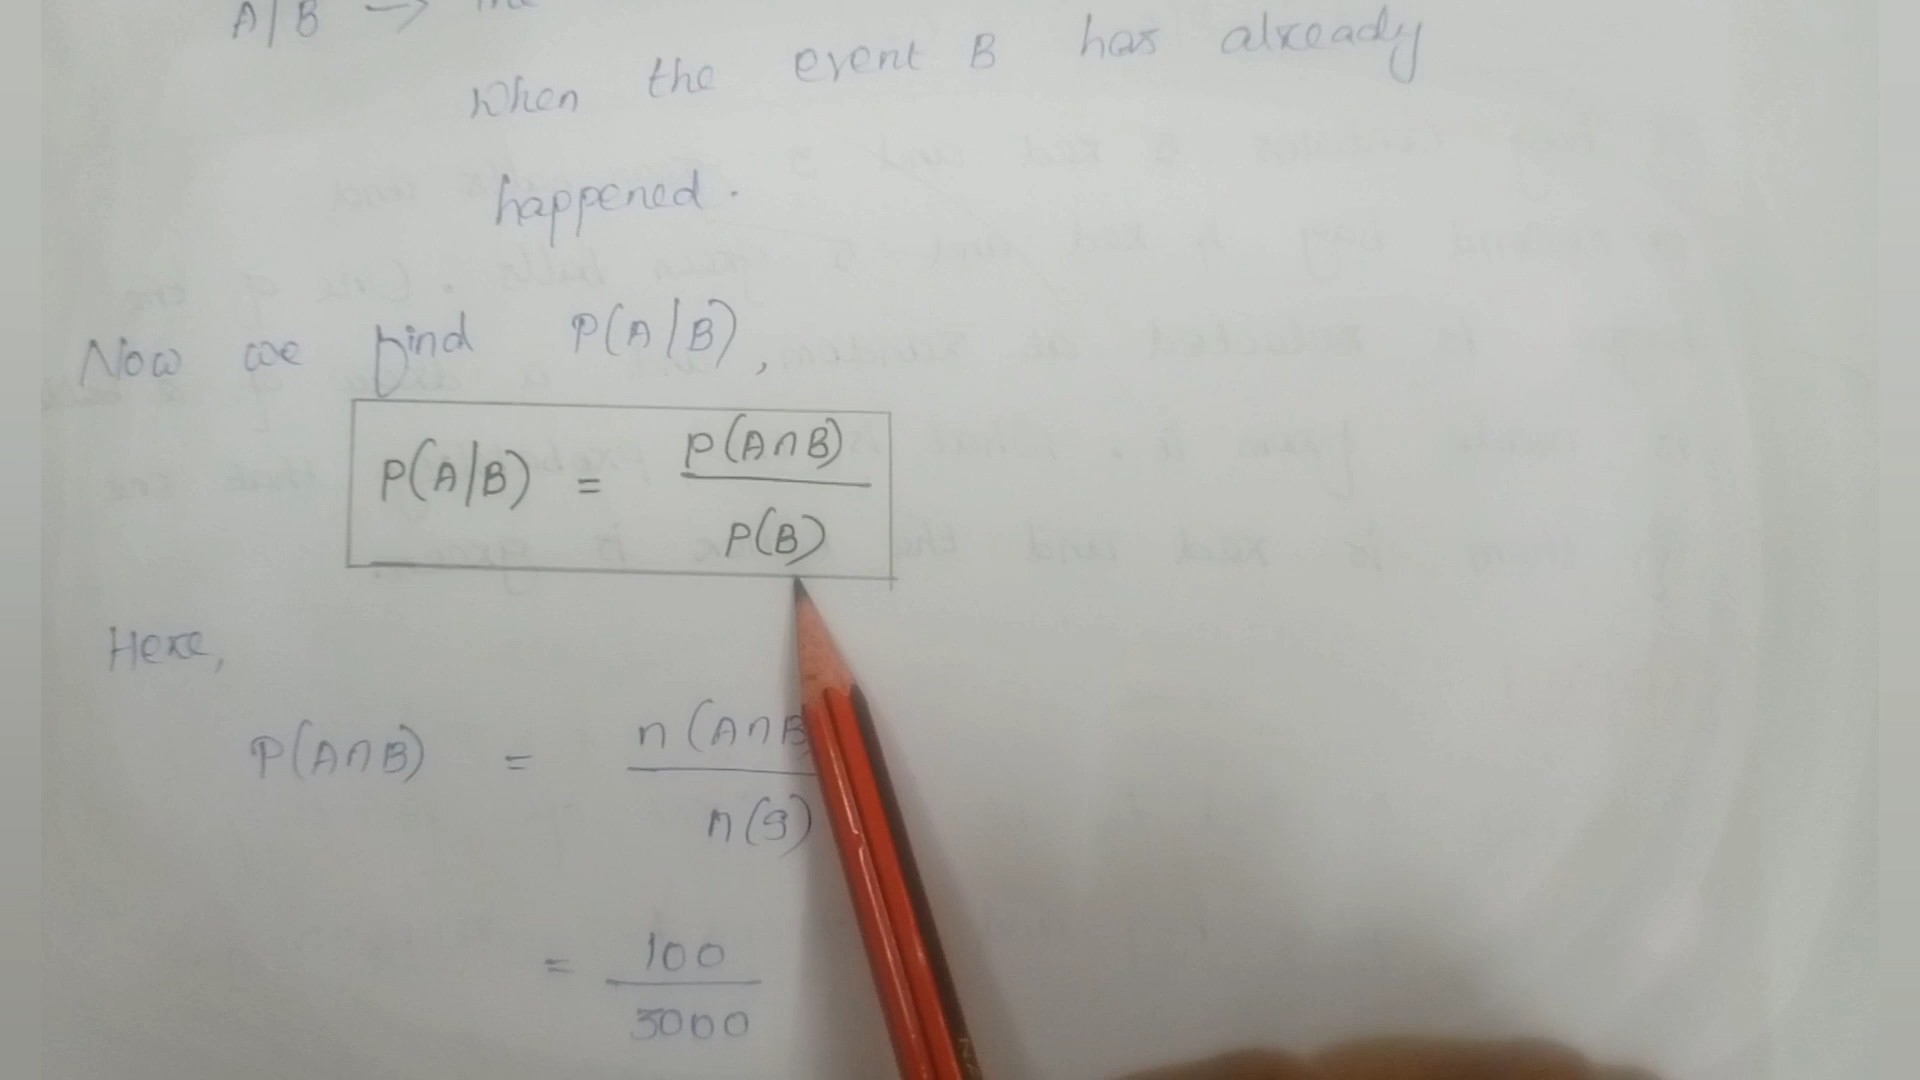 A/B →
When the event B has already
happened.
Now we find P(A/B),
P(A/B) = P(A∩B)
P(B)
Here,
P(A∩B) = n(A∩B
n(S)
= 100
3000